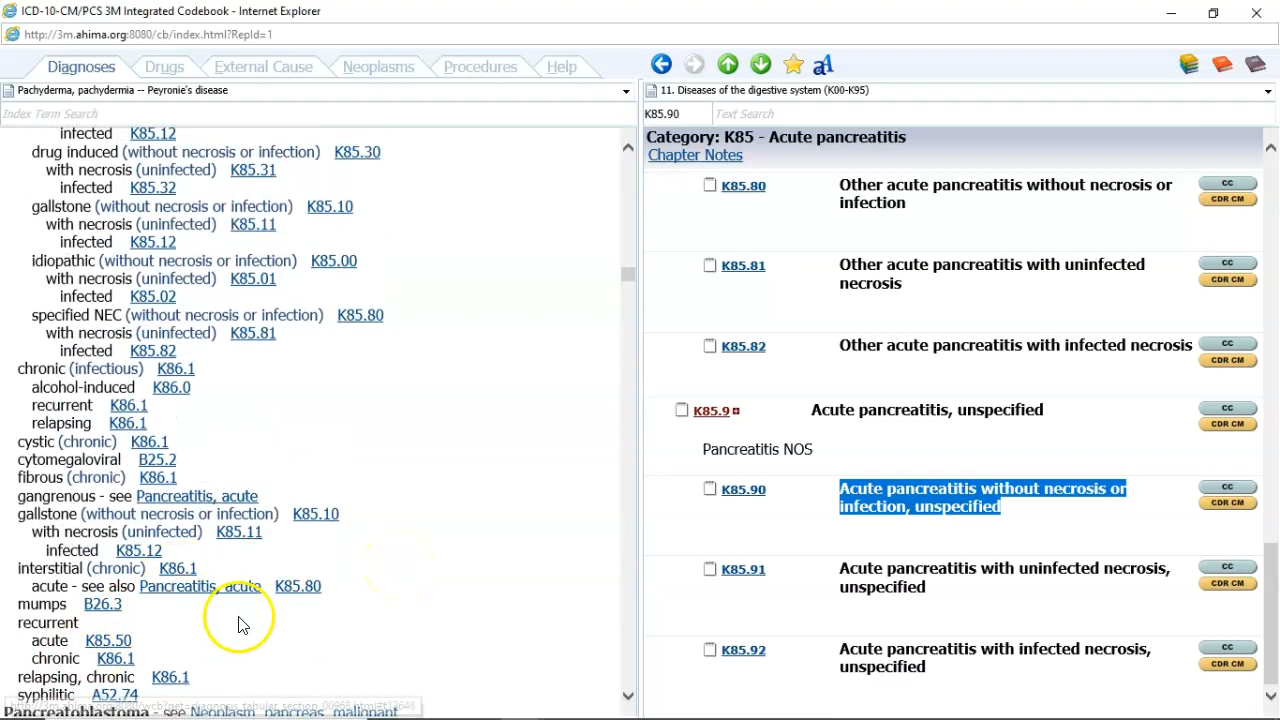 ICD-10-CM/PCS 3M Integrated Codebook - Internet Explorer
http://3m.ahima.org:8080/cb/index.html?RepId=1
Diagnoses Drugs External Cause Neoplasms Procedures Help
Pachyderma, pachydermia -- Peyronie's disease
Index Term Search
infected K85.12
drug induced (without necrosis or infection) K85.30
with necrosis (uninfected) K85.31
infected K85.32
gallstone (without necrosis or infection) K85.10
with necrosis (uninfected) K85.11
infected K85.12
idiopathic (without necrosis or infection) K85.00
with necrosis (uninfected) K85.01
infected K85.02
specified NEC (without necrosis or infection) K85.80
with necrosis (uninfected) K85.81
infected K85.82
chronic (infectious) K86.1
alcohol-induced K86.0
recurrent K86.1
relapsing K86.1
cystic (chronic) K86.1
cytomegaloviral B25.2
fibrous (chronic) K86.1
gangrenous - see Pancreatitis, acute
gallstone (without necrosis or infection) K85.10
with necrosis (uninfected) K85.11
infected K85.12
interstitial (chronic) K86.1
acute - see also Pancreatitis, acute K85.80
mumps B26.3
recurrent
acute K85.50
chronic K86.1
relapsing, chronic K86.1
syphilitic A52.74
Pancreatoblastoma - see Neoplasm, pancreas, malignant
11. Diseases of the digestive system (K00-K95)
K85.90 Text Search
Category: K85 - Acute pancreatitis
Chapter Notes
K85.80 Other acute pancreatitis without necrosis or
infection
CC
CDR CM
K85.81 Other acute pancreatitis with uninfected
necrosis
CC
CDR CM
K85.82 Other acute pancreatitis with infected necrosis
CC
CDR CM
K85.9 Acute pancreatitis, unspecified
CC
CDR CM
Pancreatitis NOS
K85.90 Acute pancreatitis without necrosis or
infection, unspecified
CC
CDR CM
K85.91 Acute pancreatitis with uninfected necrosis,
unspecified
CC
CDR CM
K85.92 Acute pancreatitis with infected necrosis,
unspecified
CC
CDR CM